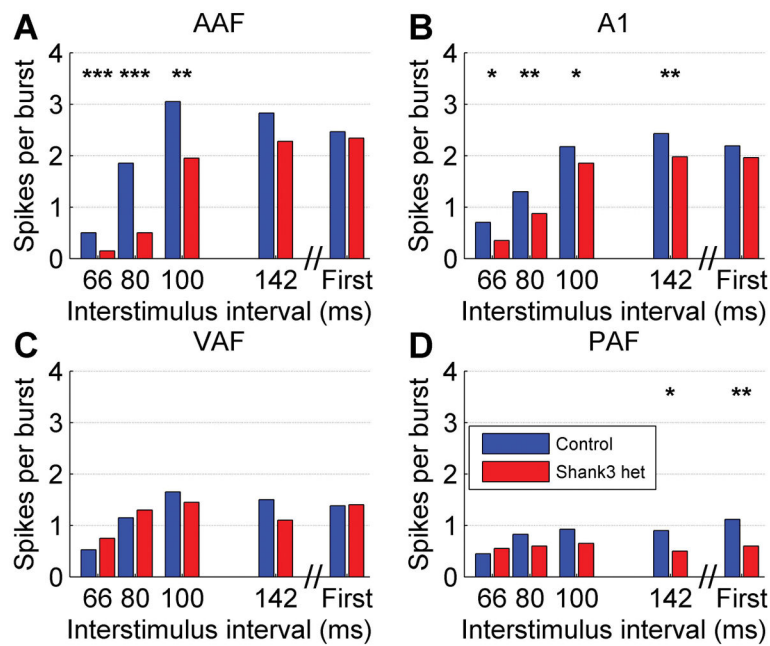 A AAF
4
*** *** **
3
2
1
0
Spikes per burst
66 80 100 142 // First
Interstimulus interval (ms)
B A1
4
* ** * **
3
2
1
0
Spikes per burst
66 80 100 142 // First
Interstimulus interval (ms)
C VAF
4
3
2
1
0
Spikes per burst
66 80 100 142 // First
Interstimulus interval (ms)
D PAF
4
* **
3
Control
Shank3 het
2
1
0
Spikes per burst
66 80 100 142 // First
Interstimulus interval (ms)